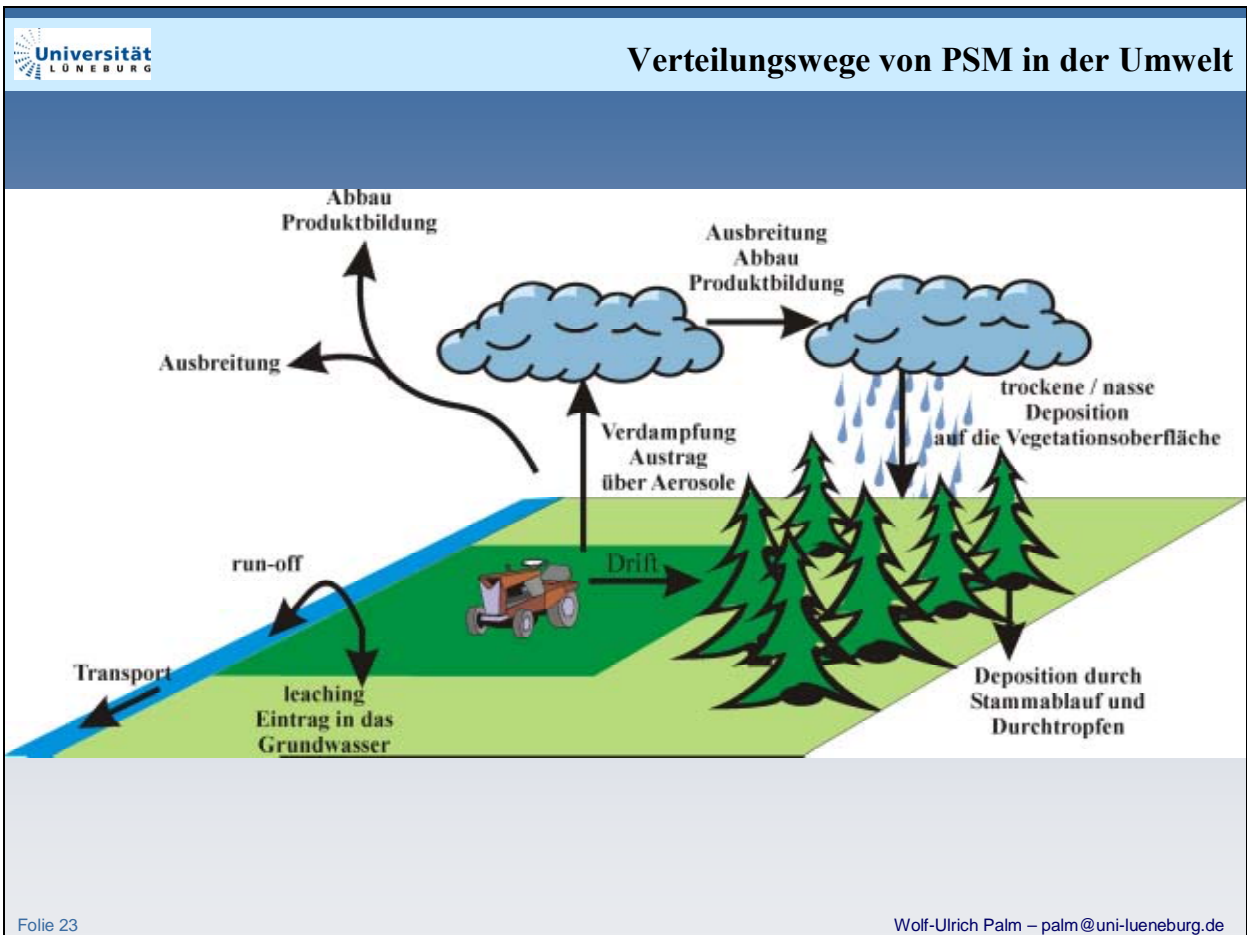 Universität
LÜNEBURG
Verteilungswege von PSM in der Umwelt
Abbau
Produktbildung
Ausbreitung
Abbau
Produktbildung
Ausbreitung
trockene / nasse
Deposition
auf die Vegetationsoberfläche
Verdampfung
Austrag
über Aerosole
run-off
Drift
Transport
leaching
Eintrag in das
Grundwasser
Deposition durch
Stammablauf und
Durchtropfen
Folie 23
Wolf-Ulrich Palm – palm@uni-lueneburg.de